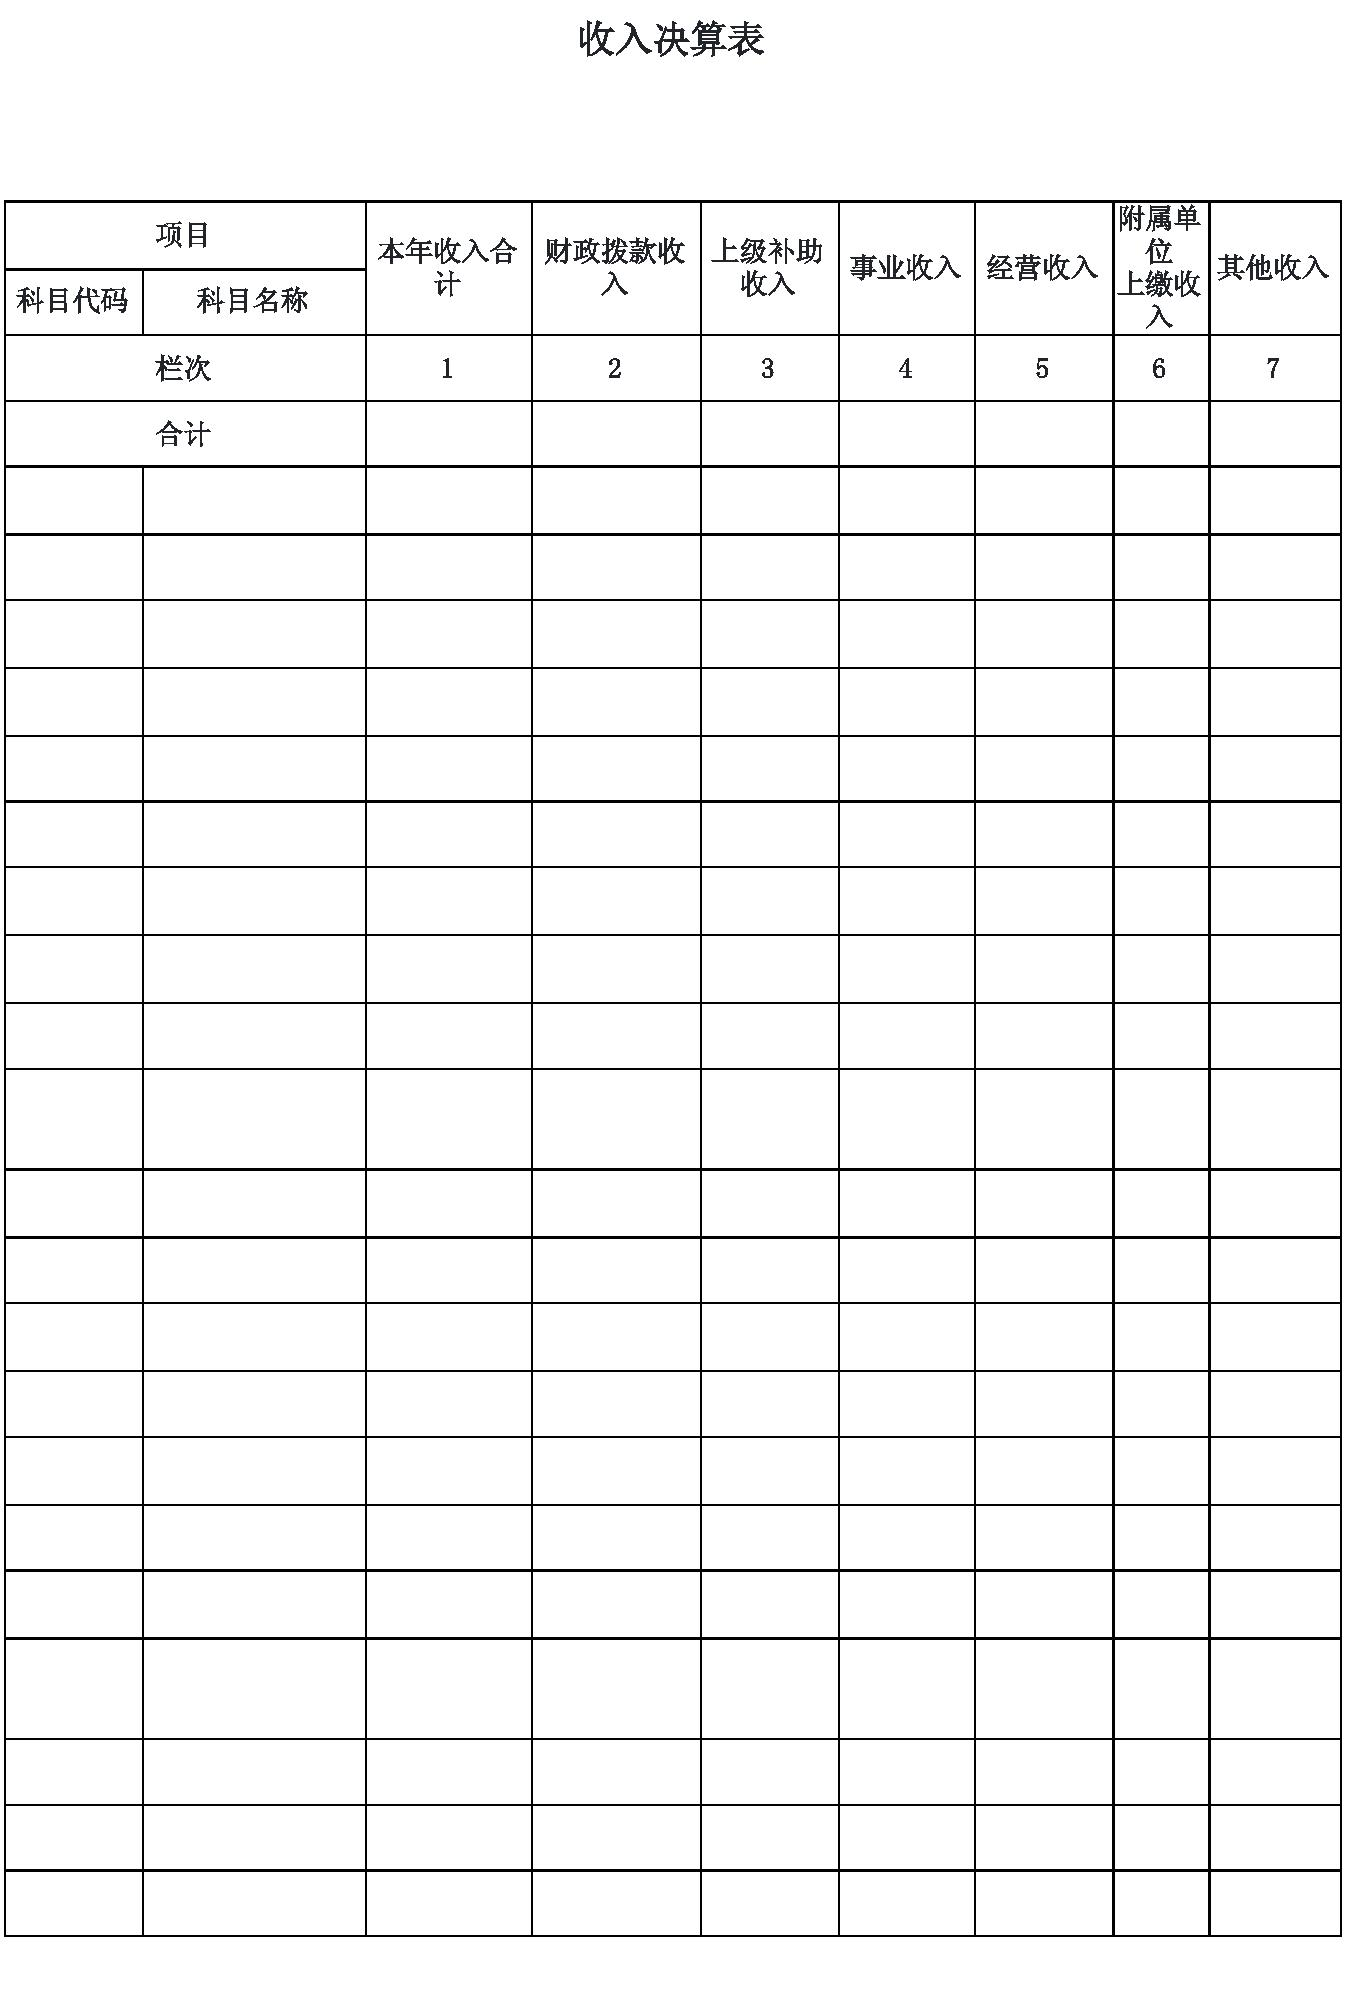 收入决算表
项目
本年收入合
计
财政拨款收
入
上级补助
收入
事业收入
经营收入
附属单
位
上缴收
入
其他收入
科目代码
科目名称
栏次 1 2 3 4 5 6 7
合计